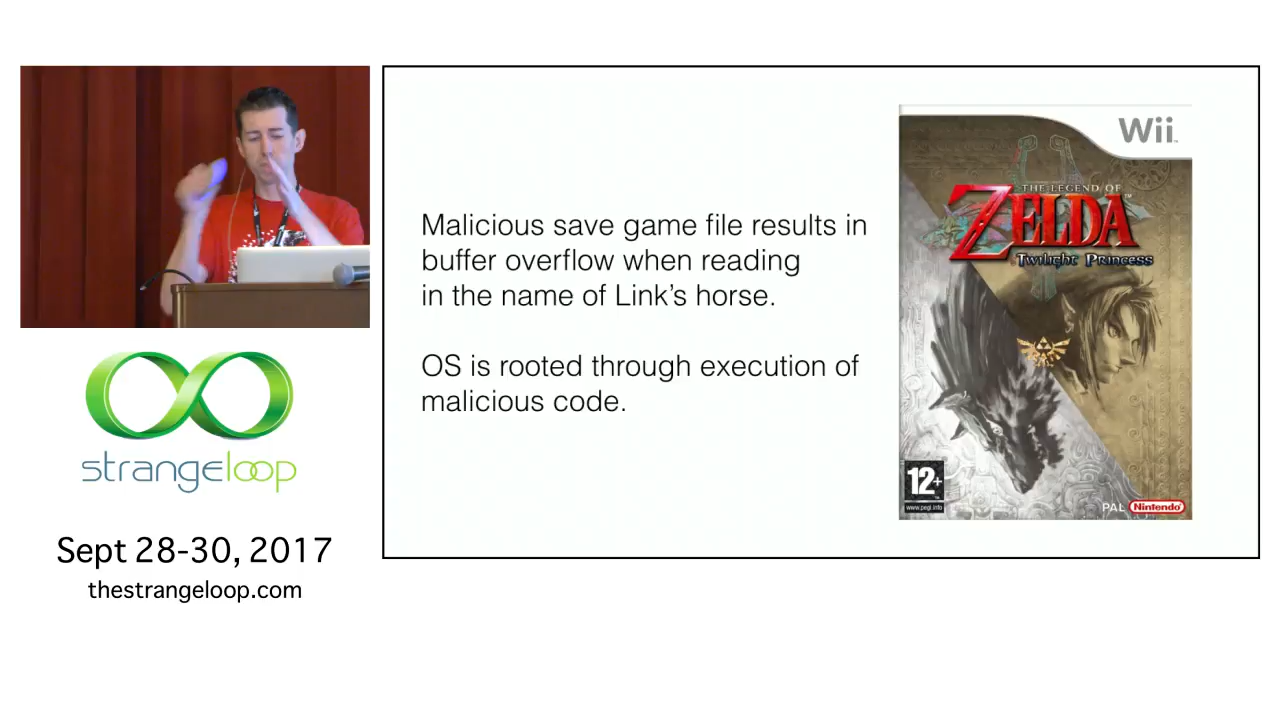 Malicious save game file results in
buffer overflow when reading
in the name of Link's horse.
OS is rooted through execution of
malicious code.
Wii
THE LEGEND OF
ZELDA
Twilight Princess
12+
www.pegi.info
PAL Nintendo
strangeloop
Sept 28-30, 2017
thestrangeloop.com